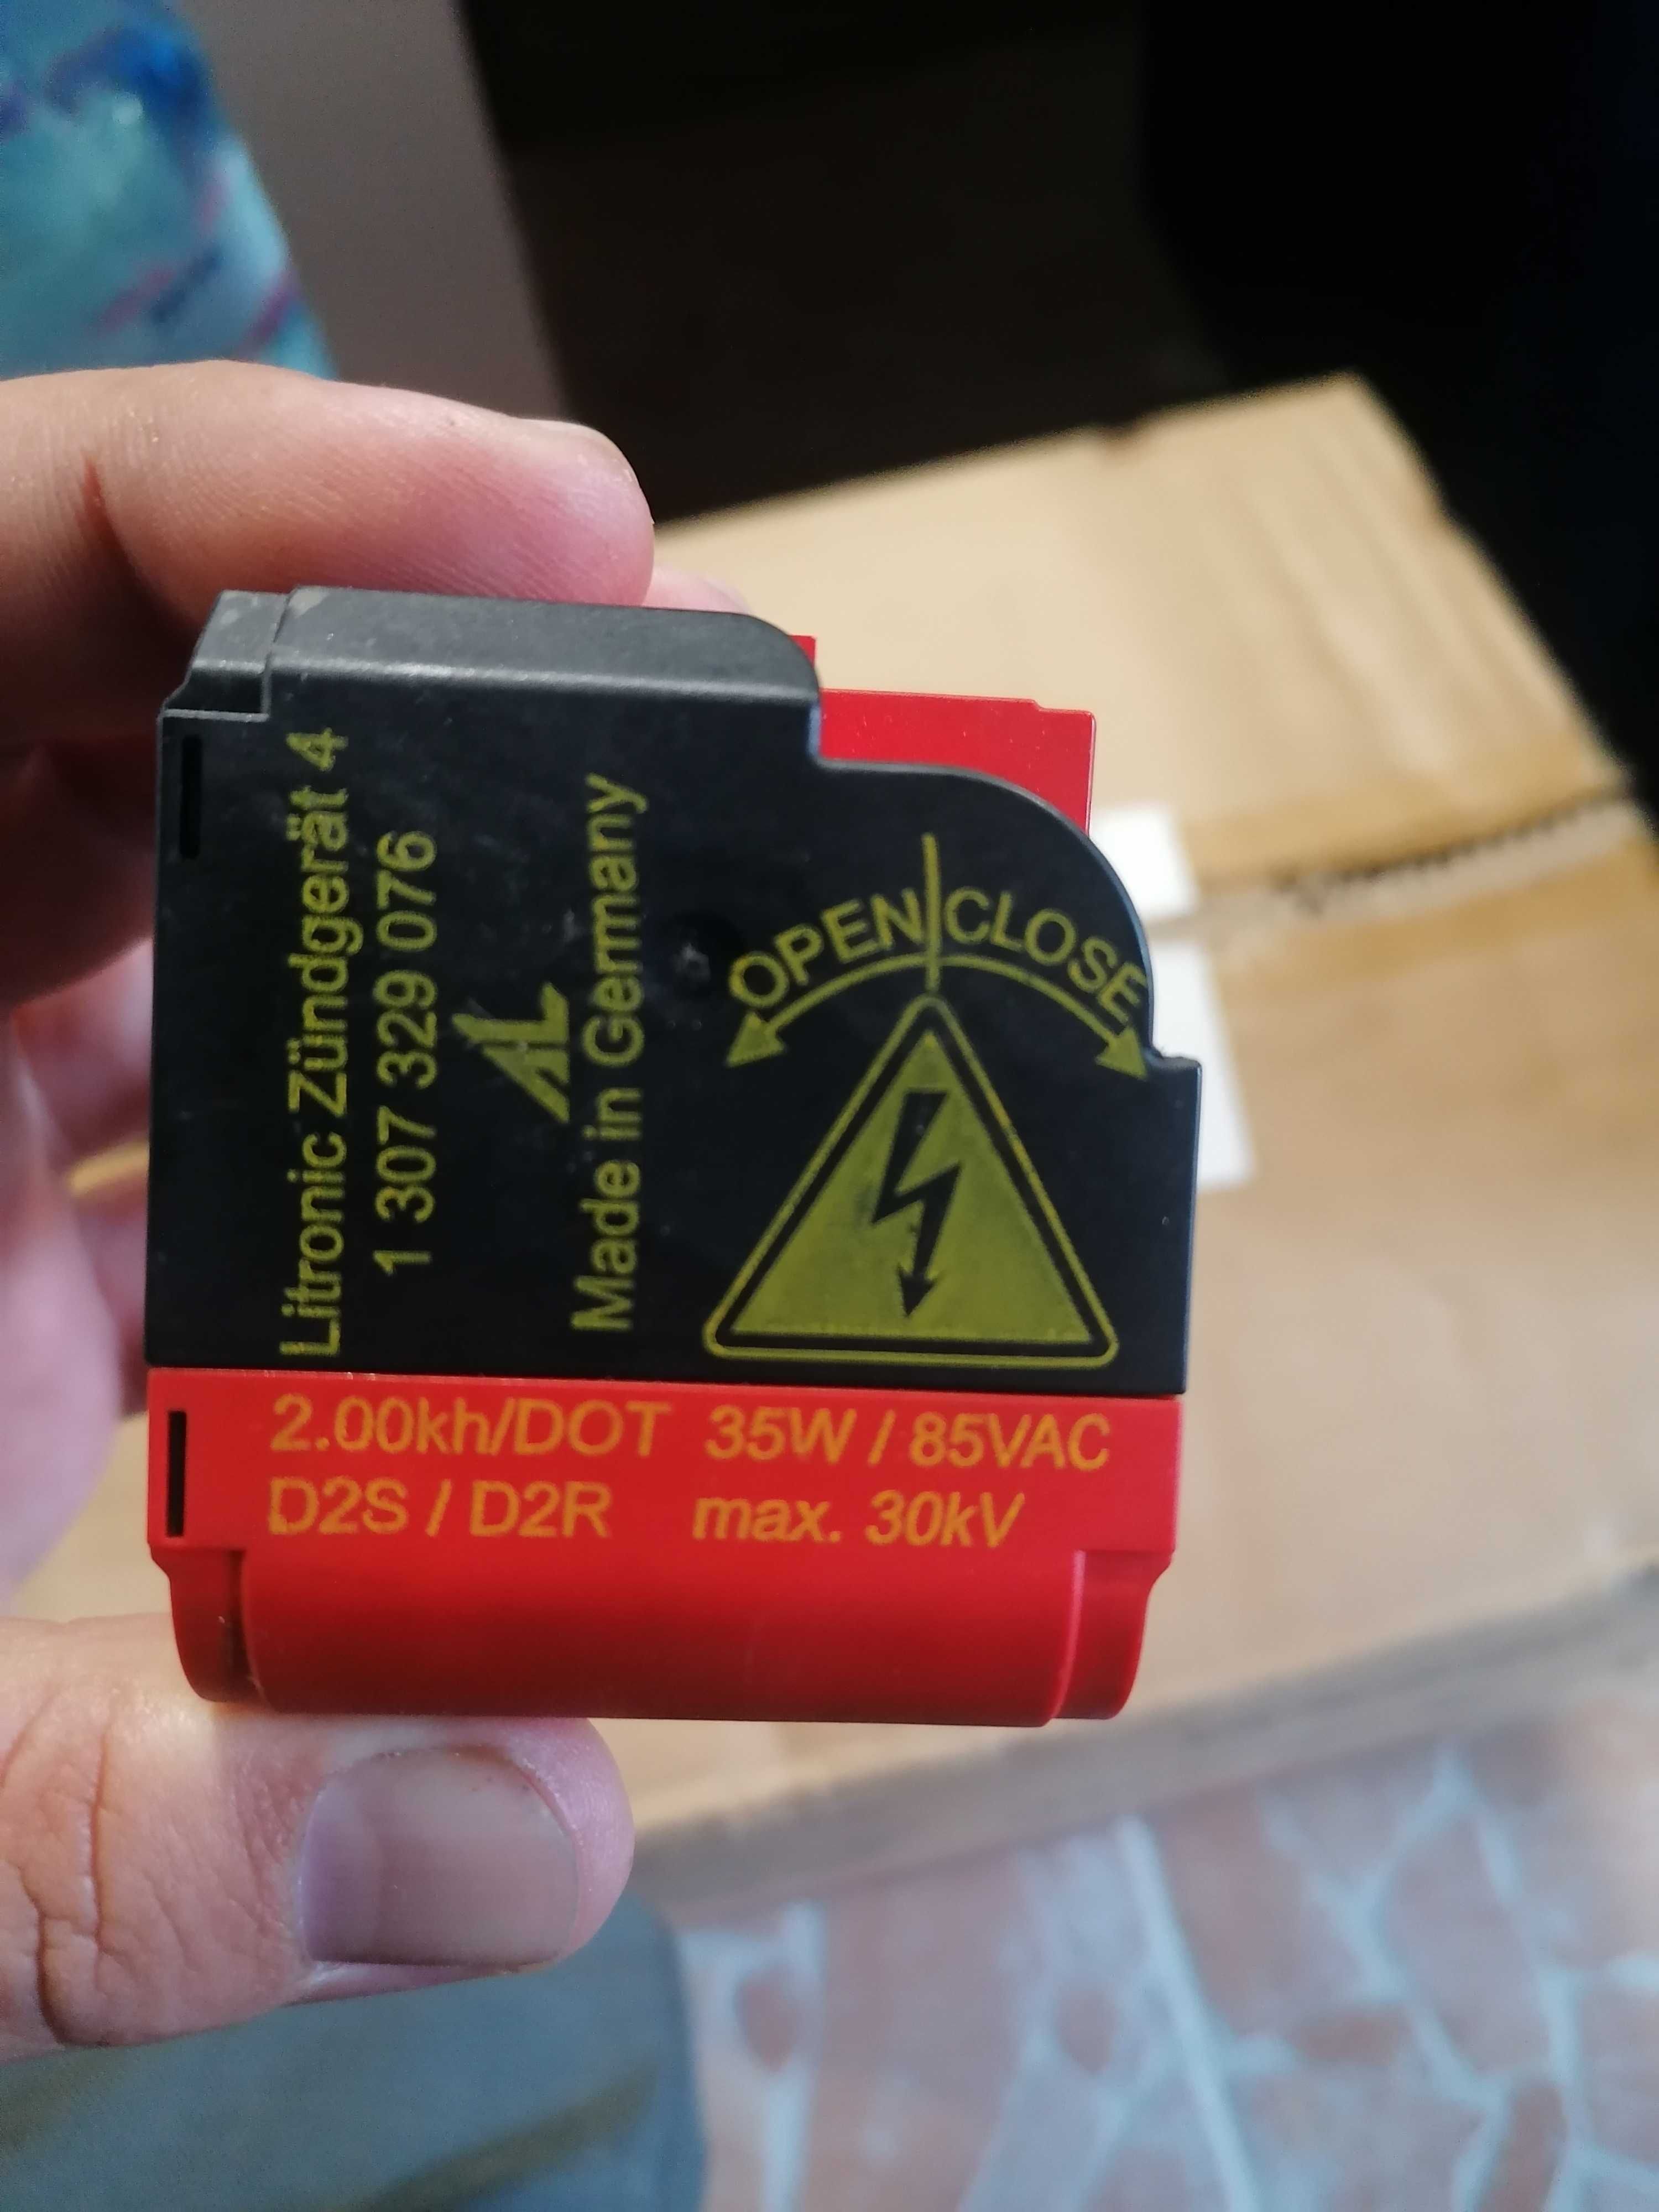 Litronic Zündgerät 4
1 307 329 076
AL
Made in Germany
OPEN CLOSE
2.00kh/DOT 35W / 85VAC
D2S / D2R max. 30kV